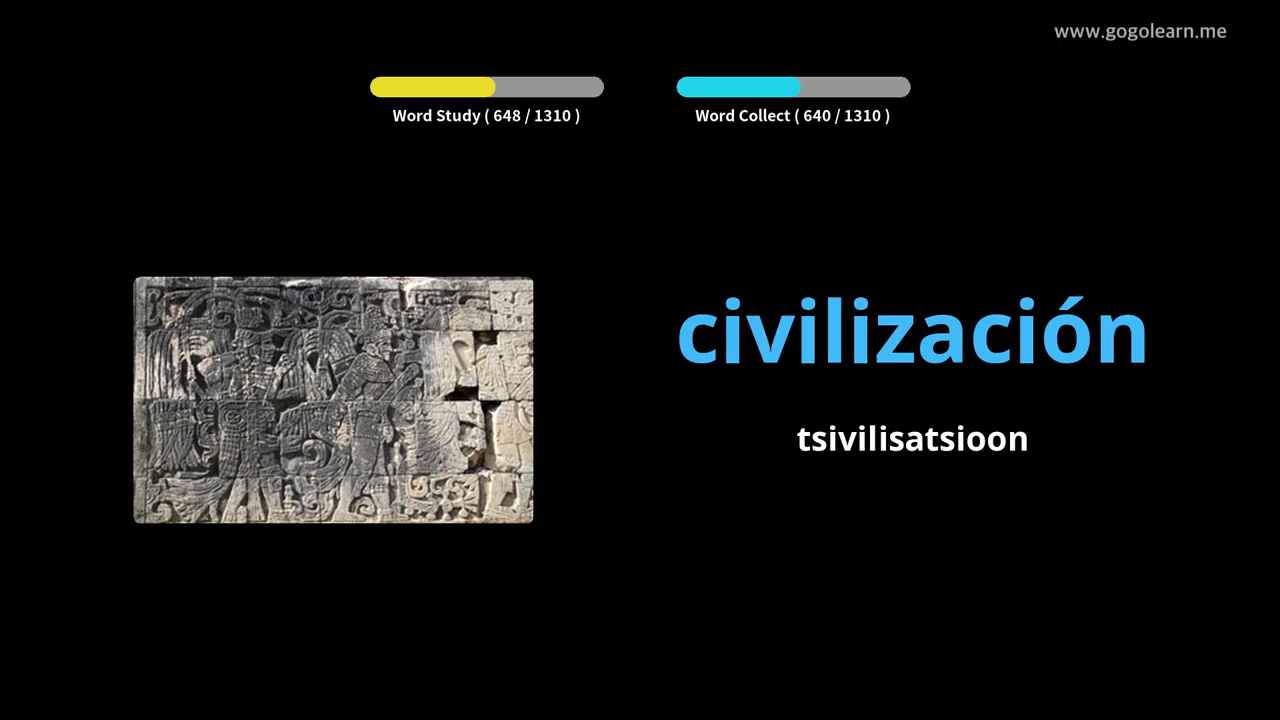 www.gogolearn.me
Word Study ( 648 / 1310 )
Word Collect ( 640 / 1310 )
civilización
tsivilisatsioon